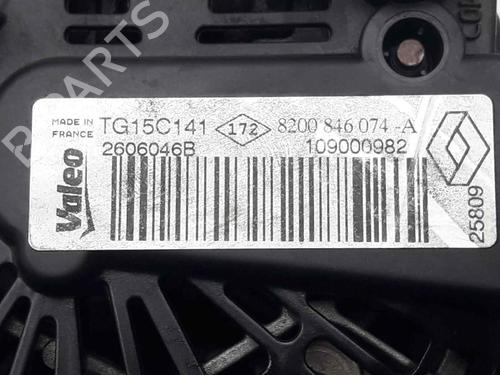 MADE IN
FRANCE
TG15C141
172
8200 846 074 -A
2606046B
109000982
Valeo
25809
B-PARTS